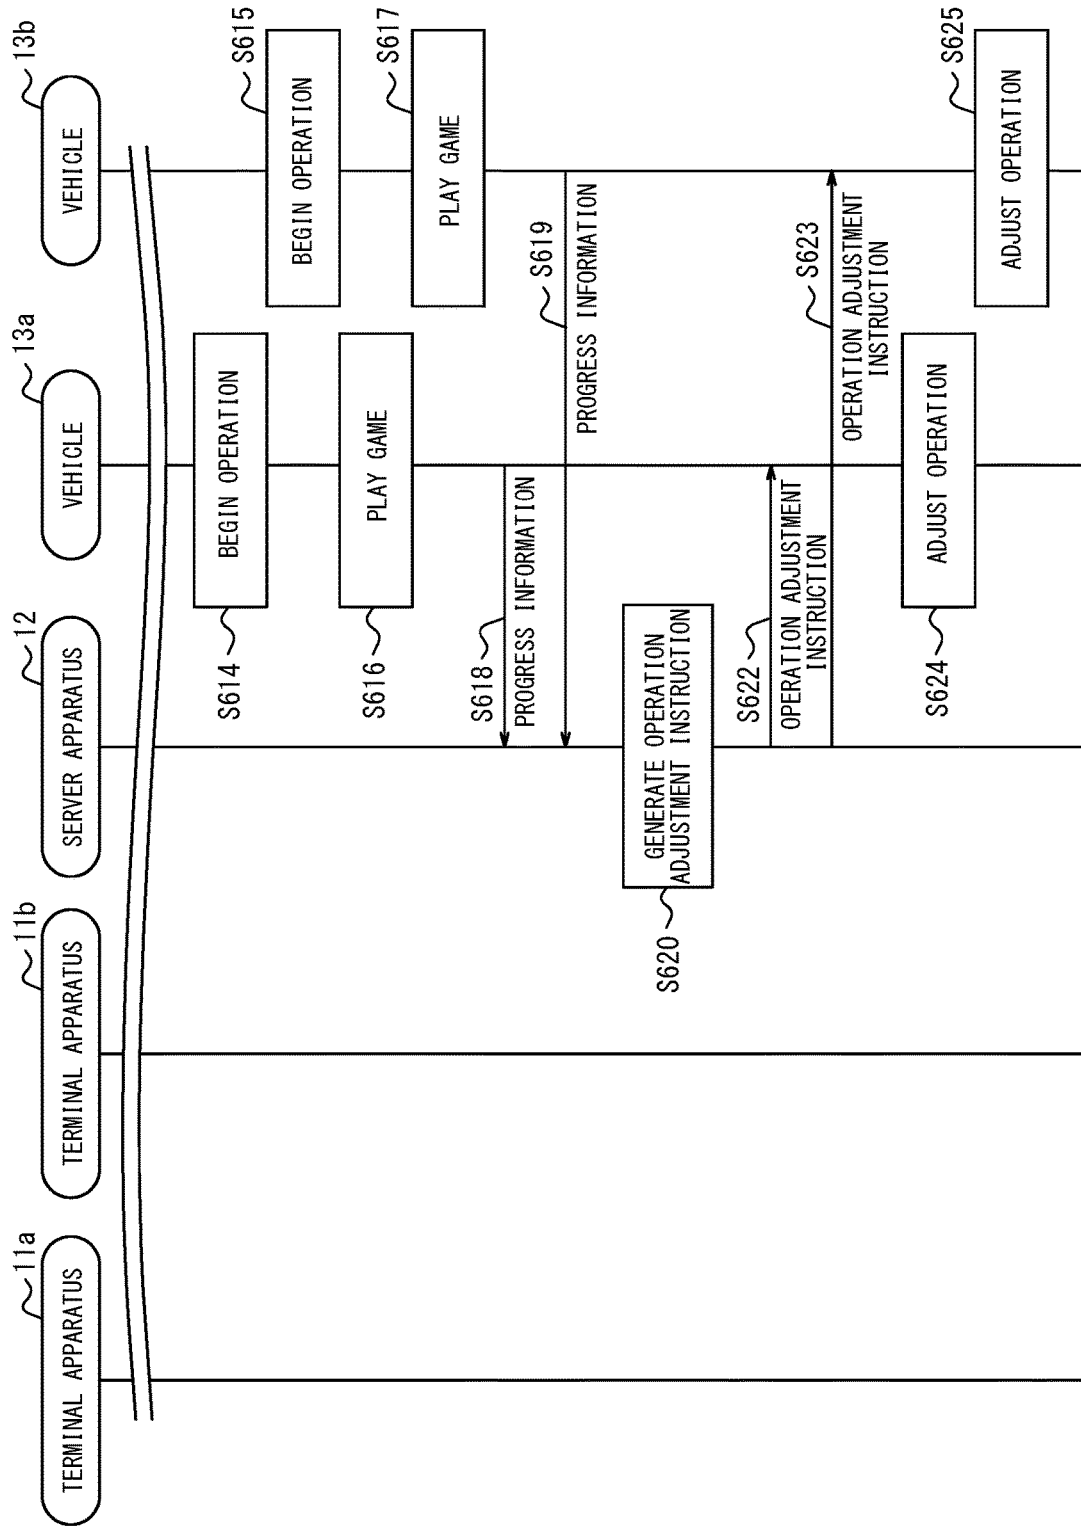 11a
TERMINAL APPARATUS
11b
TERMINAL APPARATUS
12
SERVER APPARATUS
13a
VEHICLE
13b
VEHICLE
S614
BEGIN OPERATION
S615
BEGIN OPERATION
S616
PLAY GAME
S617
PLAY GAME
S618
PROGRESS INFORMATION
S619
PROGRESS INFORMATION
S620
GENERATE OPERATION
ADJUSTMENT INSTRUCTION
S622
OPERATION ADJUSTMENT
INSTRUCTION
S623
OPERATION ADJUSTMENT
INSTRUCTION
S624
ADJUST OPERATION
S625
ADJUST OPERATION